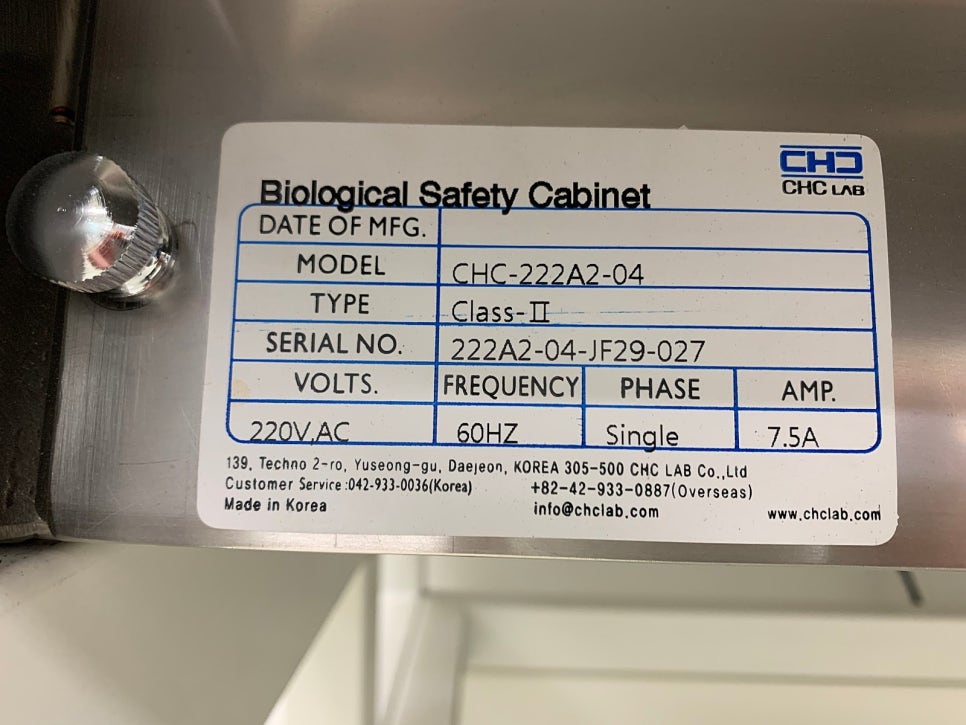 CHC
CHC LAB
Biological Safety Cabinet
DATE OF MFG.
MODEL CHC-222A2-04
TYPE Class-Ⅱ
SERIAL NO. 222A2-04-JF29-027
VOLTS. FREQUENCY PHASE AMP.
220V,AC 60HZ Single 7.5A
139, Techno 2-ro, Yuseong-gu, Daejeon, KOREA 305-500 CHC LAB Co.,Ltd
Customer Service :042-933-0036(Korea) +82-42-933-0887(Overseas)
Made in Korea info@chclab.com www.chclab.com